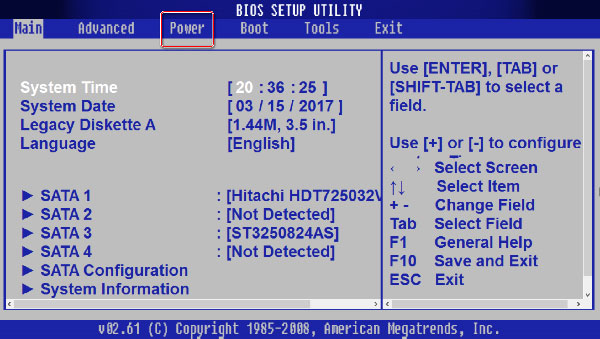 BIOS SETUP UTILITY
Main Advanced Power Boot Tools Exit
System Time [ 20 : 36 : 25 ]
System Date [ 03 / 15 / 2017 ]
Legacy Diskette A [1.44M, 3.5 in.]
Language [English]
► SATA 1 : [Hitachi HDT725032V
► SATA 2 : [Not Detected]
► SATA 3 : [ST3250824AS]
► SATA 4 : [Not Detected]
► SATA Configuration
► System Information
Use [ENTER], [TAB] or
[SHIFT-TAB] to select a
field.
Use [+] or [-] to configure
← → Select Screen
↑↓ Select Item
+ - Change Field
Tab Select Field
F1 General Help
F10 Save and Exit
ESC Exit
v02.61 (C) Copyright 1985-2008, American Megatrends, Inc.